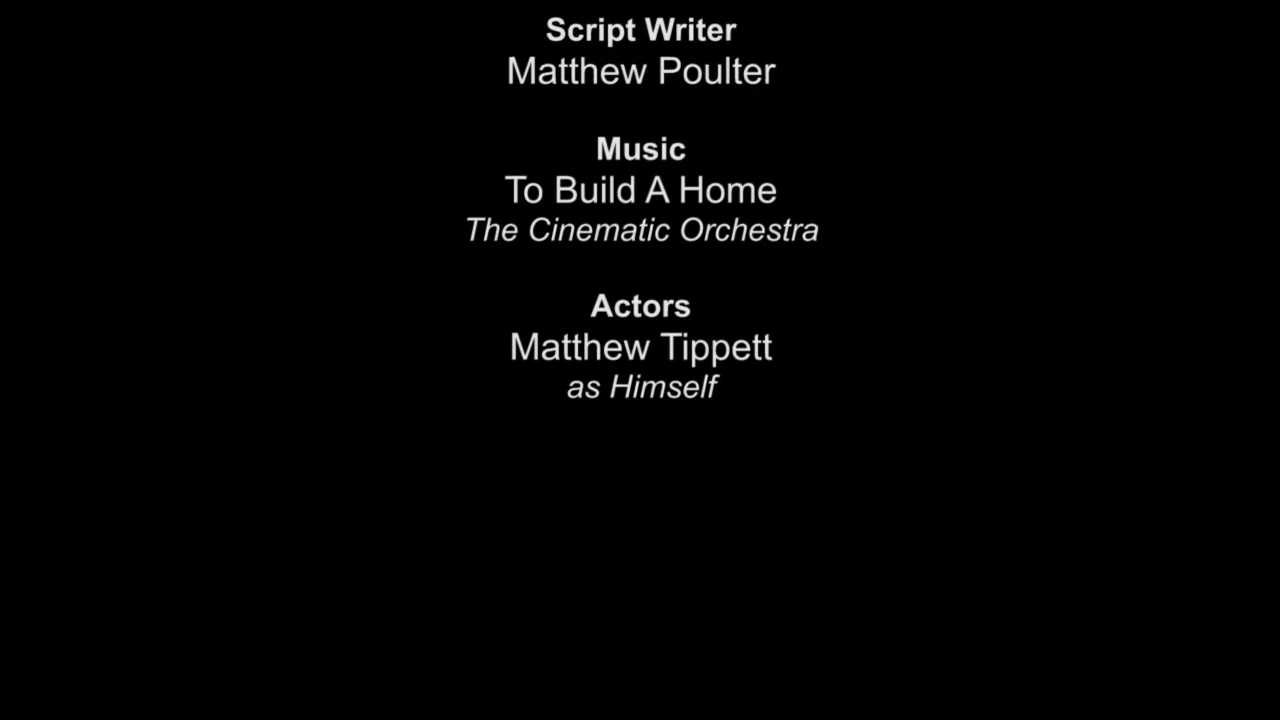 Script Writer
Matthew Poulter
Music
To Build A Home
The Cinematic Orchestra
Actors
Matthew Tippett
as Himself